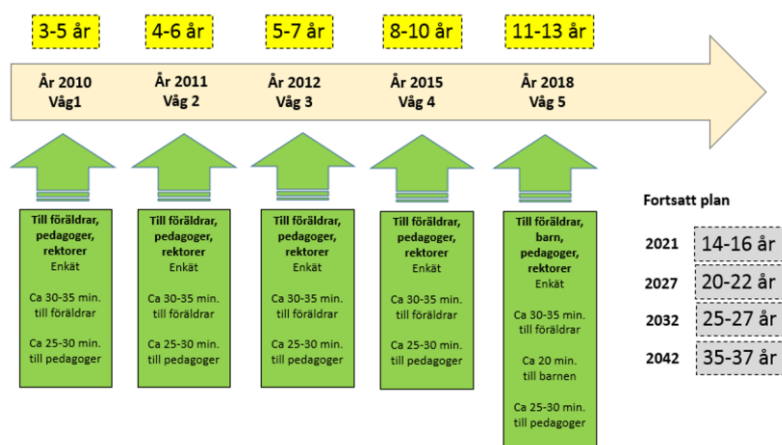 3-5 år
4-6 år
5-7 år
8-10 år
11-13 år
År 2010
Våg1
År 2011
Våg 2
År 2012
Våg 3
År 2015
Våg 4
År 2018
Våg 5
Till föräldrar,
pedagoger,
rektorer
Enkät
Ca 30-35 min.
till föräldrar
Ca 25-30 min.
till pedagoger
Till föräldrar,
pedagoger,
rektorer
Enkät
Ca 30-35 min.
till föräldrar
Ca 25-30 min.
till pedagoger
Till föräldrar,
pedagoger,
rektorer
Enkät
Ca 30-35 min.
till föräldrar
Ca 25-30 min.
till pedagoger
Till föräldrar,
pedagoger,
rektorer
Enkät
Ca 30-35 min.
till föräldrar
Ca 25-30 min.
till pedagoger
Till föräldrar,
barn,
pedagoger,
rektorer
Enkät
Ca 30-35 min.
till föräldrar
Ca 20 min.
till barnen
Ca 25-30 min.
till pedagoger
Fortsatt plan
2021 14-16 år
2027 20-22 år
2032 25-27 år
2042 35-37 år